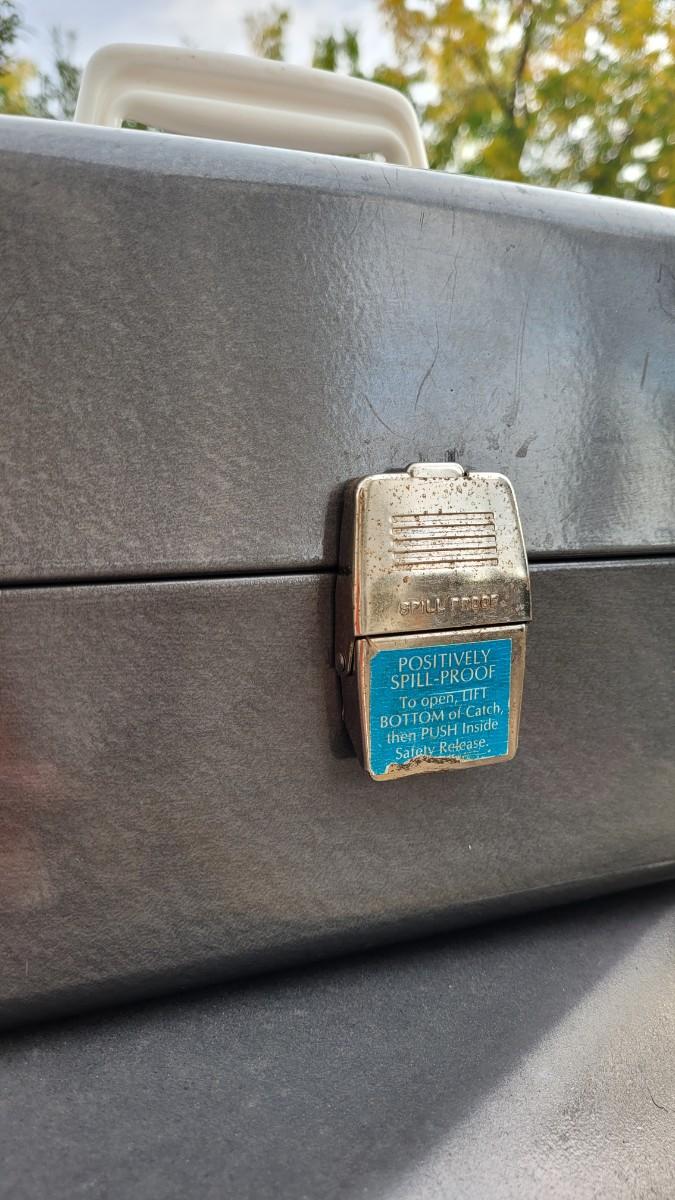 SPILL PROOF
POSITIVELY
SPILL-PROOF
To open, LIFT
BOTTOM of Catch,
then PUSH Inside
Safety Release.